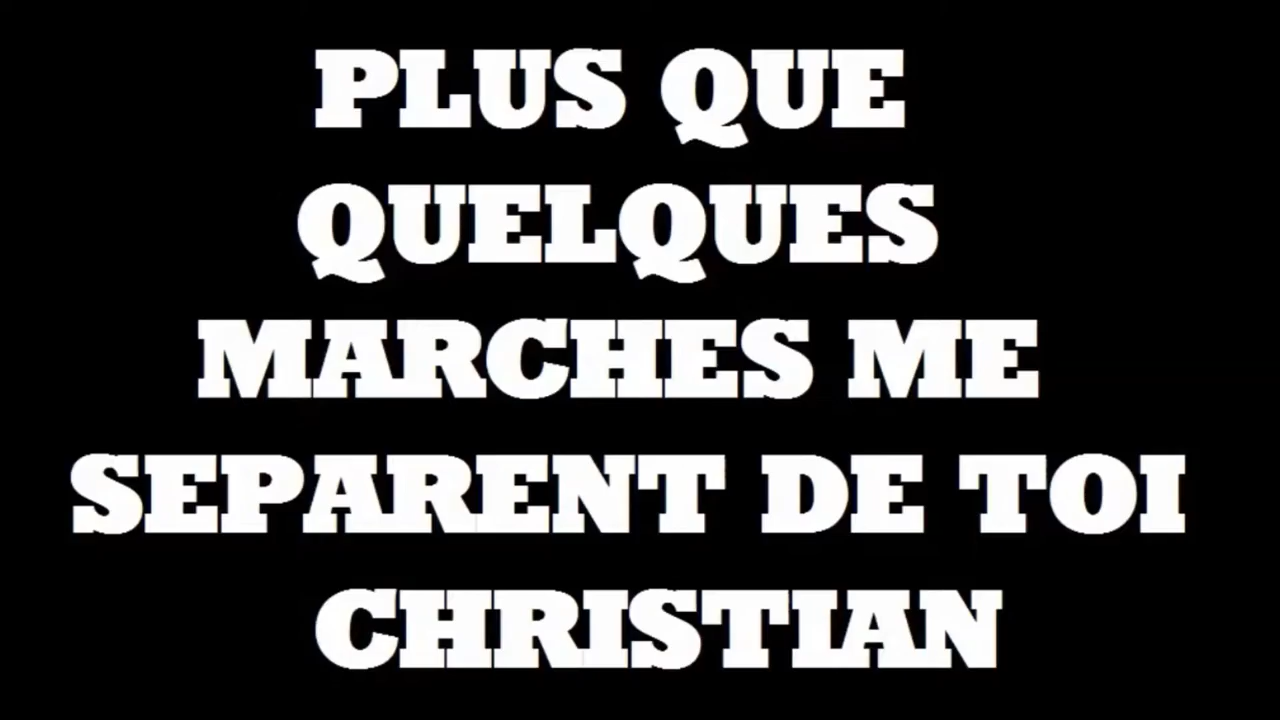 PLUS QUE
QUELQUES
MARCHES ME
SEPARENT DE TOI
CHRISTIAN